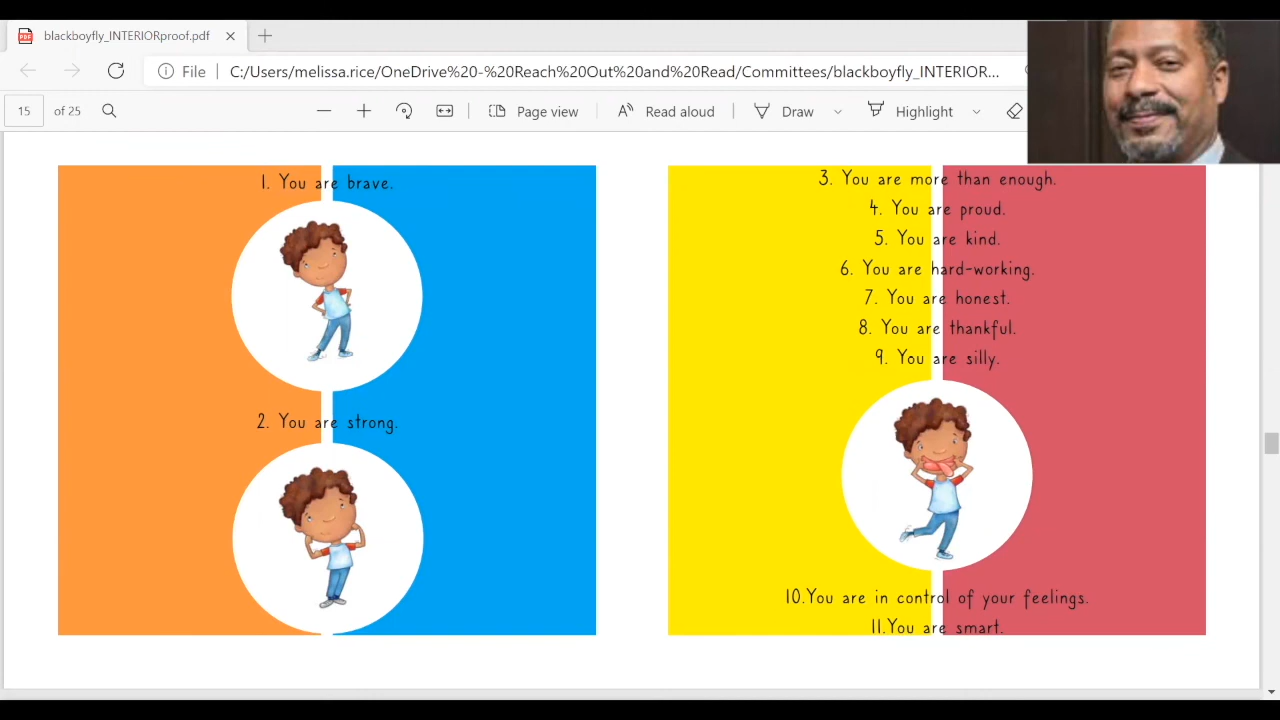 blackboyfly_INTERIORproof.pdf
File
C:/Users/melissa.rice/OneDrive%20-%20Reach%20Out%20and%20Read/Committees/blackboyfly_INTERIOR...
15
of 25
Page view
Read aloud
Draw
Highlight
1. You are brave.
2. You are strong.
3. You are more than enough.
4. You are proud.
5. You are kind.
6. You are hard-working.
7. You are honest.
8. You are thankful.
9. You are silly.
10.You are in control of your feelings.
11.You are smart.